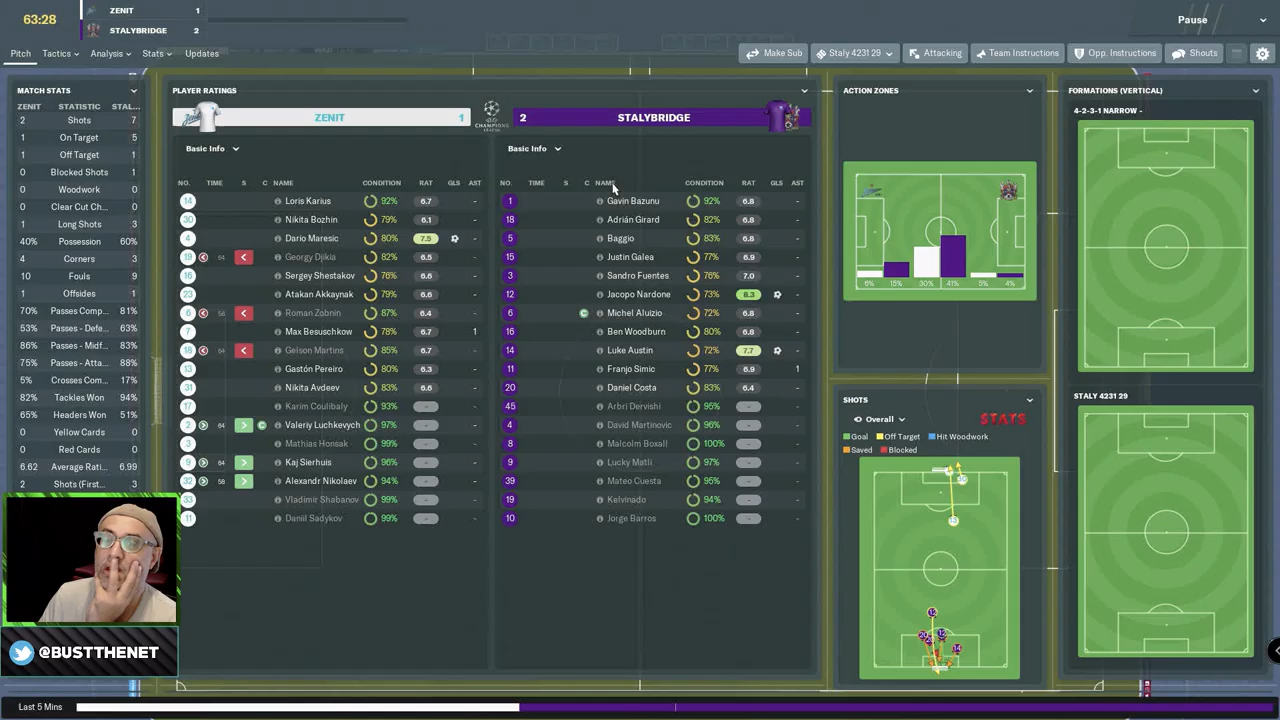 63:28
ZENIT 1
STALYBRIDGE 2
Pause
Pitch Tactics Analysis Stats Updates
Make Sub Staly 4231 29 Attacking Team Instructions Opp. Instructions Shouts
MATCH STATS
ZENIT STATISTIC STAL...
2 Shots 7
1 On Target 5
1 Off Target 1
0 Blocked Shots 1
0 Woodwork 0
0 Clear Cut Ch... 0
1 Long Shots 3
40% Possession 60%
4 Corners 3
10 Fouls 9
1 Offsides 1
70% Passes Comp... 81%
53% Passes - Defe... 63%
86% Passes - Midf... 83%
75% Passes - Atta... 88%
5% Crosses Com... 17%
82% Tackles Won 94%
65% Headers Won 51%
0 Yellow Cards 0
0 Red Cards 0
6.62 Average Rati... 6.99
2 Shots (First... 3
PLAYER RATINGS
ZENIT 1
CHAMPIONS LEAGUE
2 STALYBRIDGE
Basic Info
NO. TIME S C NAME CONDITION RAT GLS AST
14 Loris Karius 92% 6.7 -
30 Nikita Bozhin 79% 6.1 -
4 Dario Maresic 80% 7.5 -
19 64 Georgy Djikia 82% 6.5 -
16 Sergey Shestakov 76% 6.6 -
23 Atakan Akkaynak 79% 6.6 -
6 58 Roman Zobnin 87% 6.4 -
7 Max Besuschkow 78% 6.7 1
18 64 Gelson Martins 85% 6.7 -
13 Gastón Pereiro 80% 6.3 -
31 Nikita Avdeev 83% 6.6 -
17 Karim Coulibaly 93% - -
2 64 C Valeriy Luchkevych 97% - -
3 Mathias Honsak 99% - -
9 64 Kaj Sierhuis 96% - -
32 58 Alexandr Nikolaev 94% - -
33 Vladimir Shabanov 99% - -
11 Daniil Sadykov 99% - -
Basic Info
NO. TIME S C NAME CONDITION RAT GLS AST
1 Gavin Bazunu 92% 6.8 -
18 Adrián Girard 82% 6.8 -
5 Baggio 83% 6.8 -
15 Justin Galea 77% 6.9 -
3 Sandro Fuentes 76% 7.0 -
12 Jacopo Nardone 73% 8.3 -
6 C Michel Aluizio 72% 6.8 -
16 Ben Woodburn 80% 6.8 -
14 Luke Austin 72% 7.7 -
11 Franjo Simic 77% 6.9 1
20 Daniel Costa 83% 6.4 -
45 Arbri Dervishi 95% - -
4 David Martinovic 96% - -
8 Malcolm Boxall 100% - -
9 Lucky Matli 97% - -
39 Mateo Cuesta 95% - -
19 Kelvinado 94% - -
10 Jorge Barros 100% - -
ACTION ZONES
6% 15% 30% 41% 5% 4%
SHOTS
Overall STATS
Goal Off Target Hit Woodwork
Saved Blocked
FORMATIONS (VERTICAL)
4-2-3-1 NARROW -
STALY 4231 29
@BUSTTHENET
Last 5 Mins